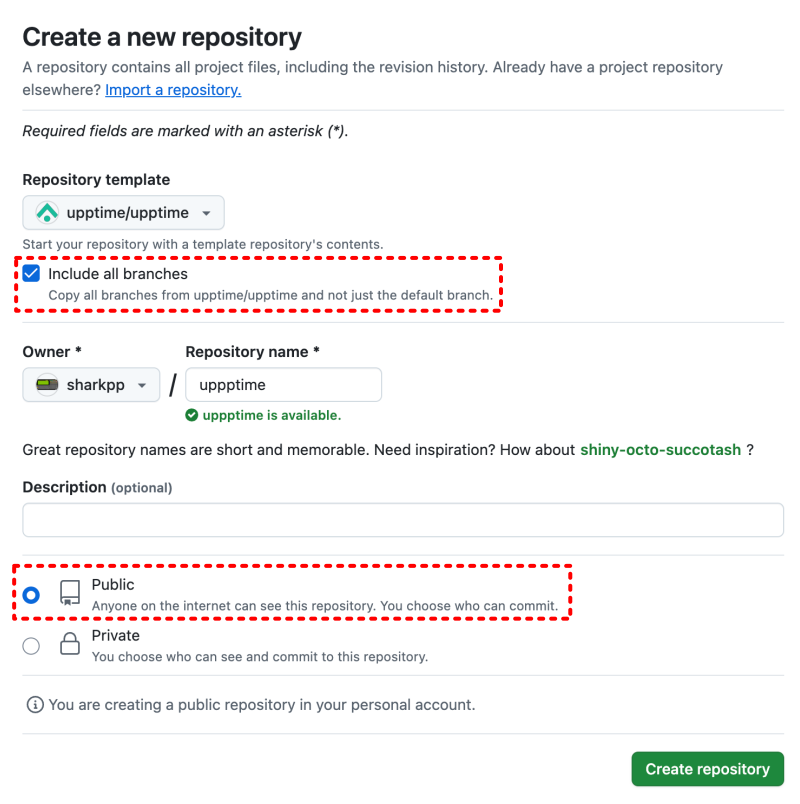 Create a new repository
A repository contains all project files, including the revision history. Already have a project repository
elsewhere? Import a repository.
Required fields are marked with an asterisk (*).
Repository template
upptime/upptime
Start your repository with a template repository's contents.
Include all branches
Copy all branches from upptime/upptime and not just the default branch.
Owner * Repository name *
sharkpp / uppptime
uppptime is available.
Great repository names are short and memorable. Need inspiration? How about shiny-octo-succotash ?
Description (optional)
Public
Anyone on the internet can see this repository. You choose who can commit.
Private
You choose who can see and commit to this repository.
You are creating a public repository in your personal account.
Create repository